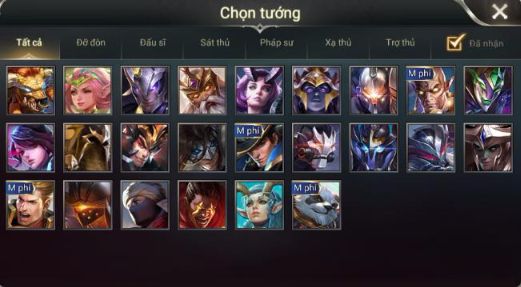 Chọn tướng
Tất cả Đỡ đòn Đấu sĩ Sát thủ Pháp sư Xạ thủ Trợ thủ Đã nhận
M phí
M phí
M phí M phí